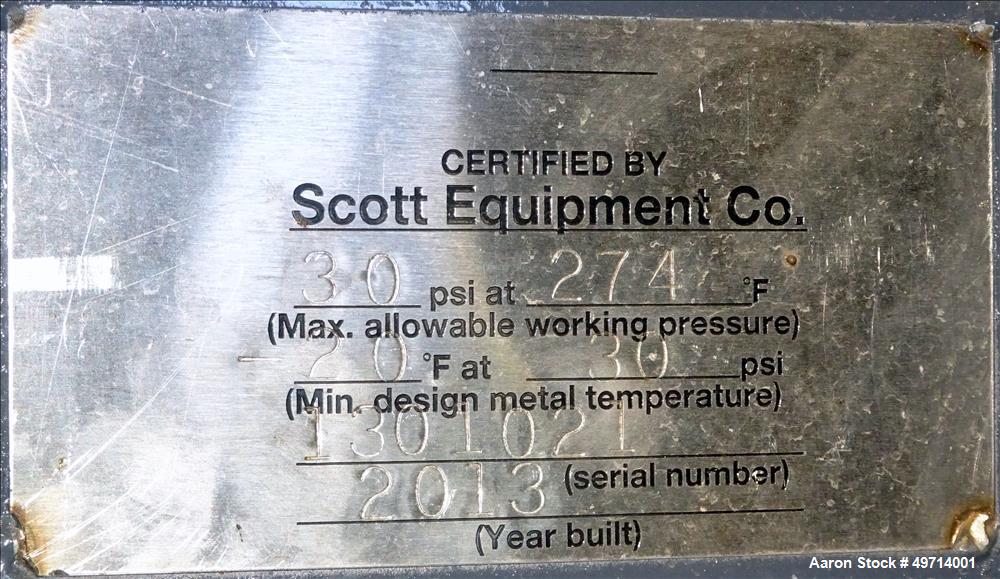 CERTIFIED BY
Scott Equipment Co.
30 psi at 274 °F
(Max. allowable working pressure)
-20 °F at 30 psi
(Min. design metal temperature)
1301021
(serial number)
2013
(Year built)
Aaron Stock # 49714001